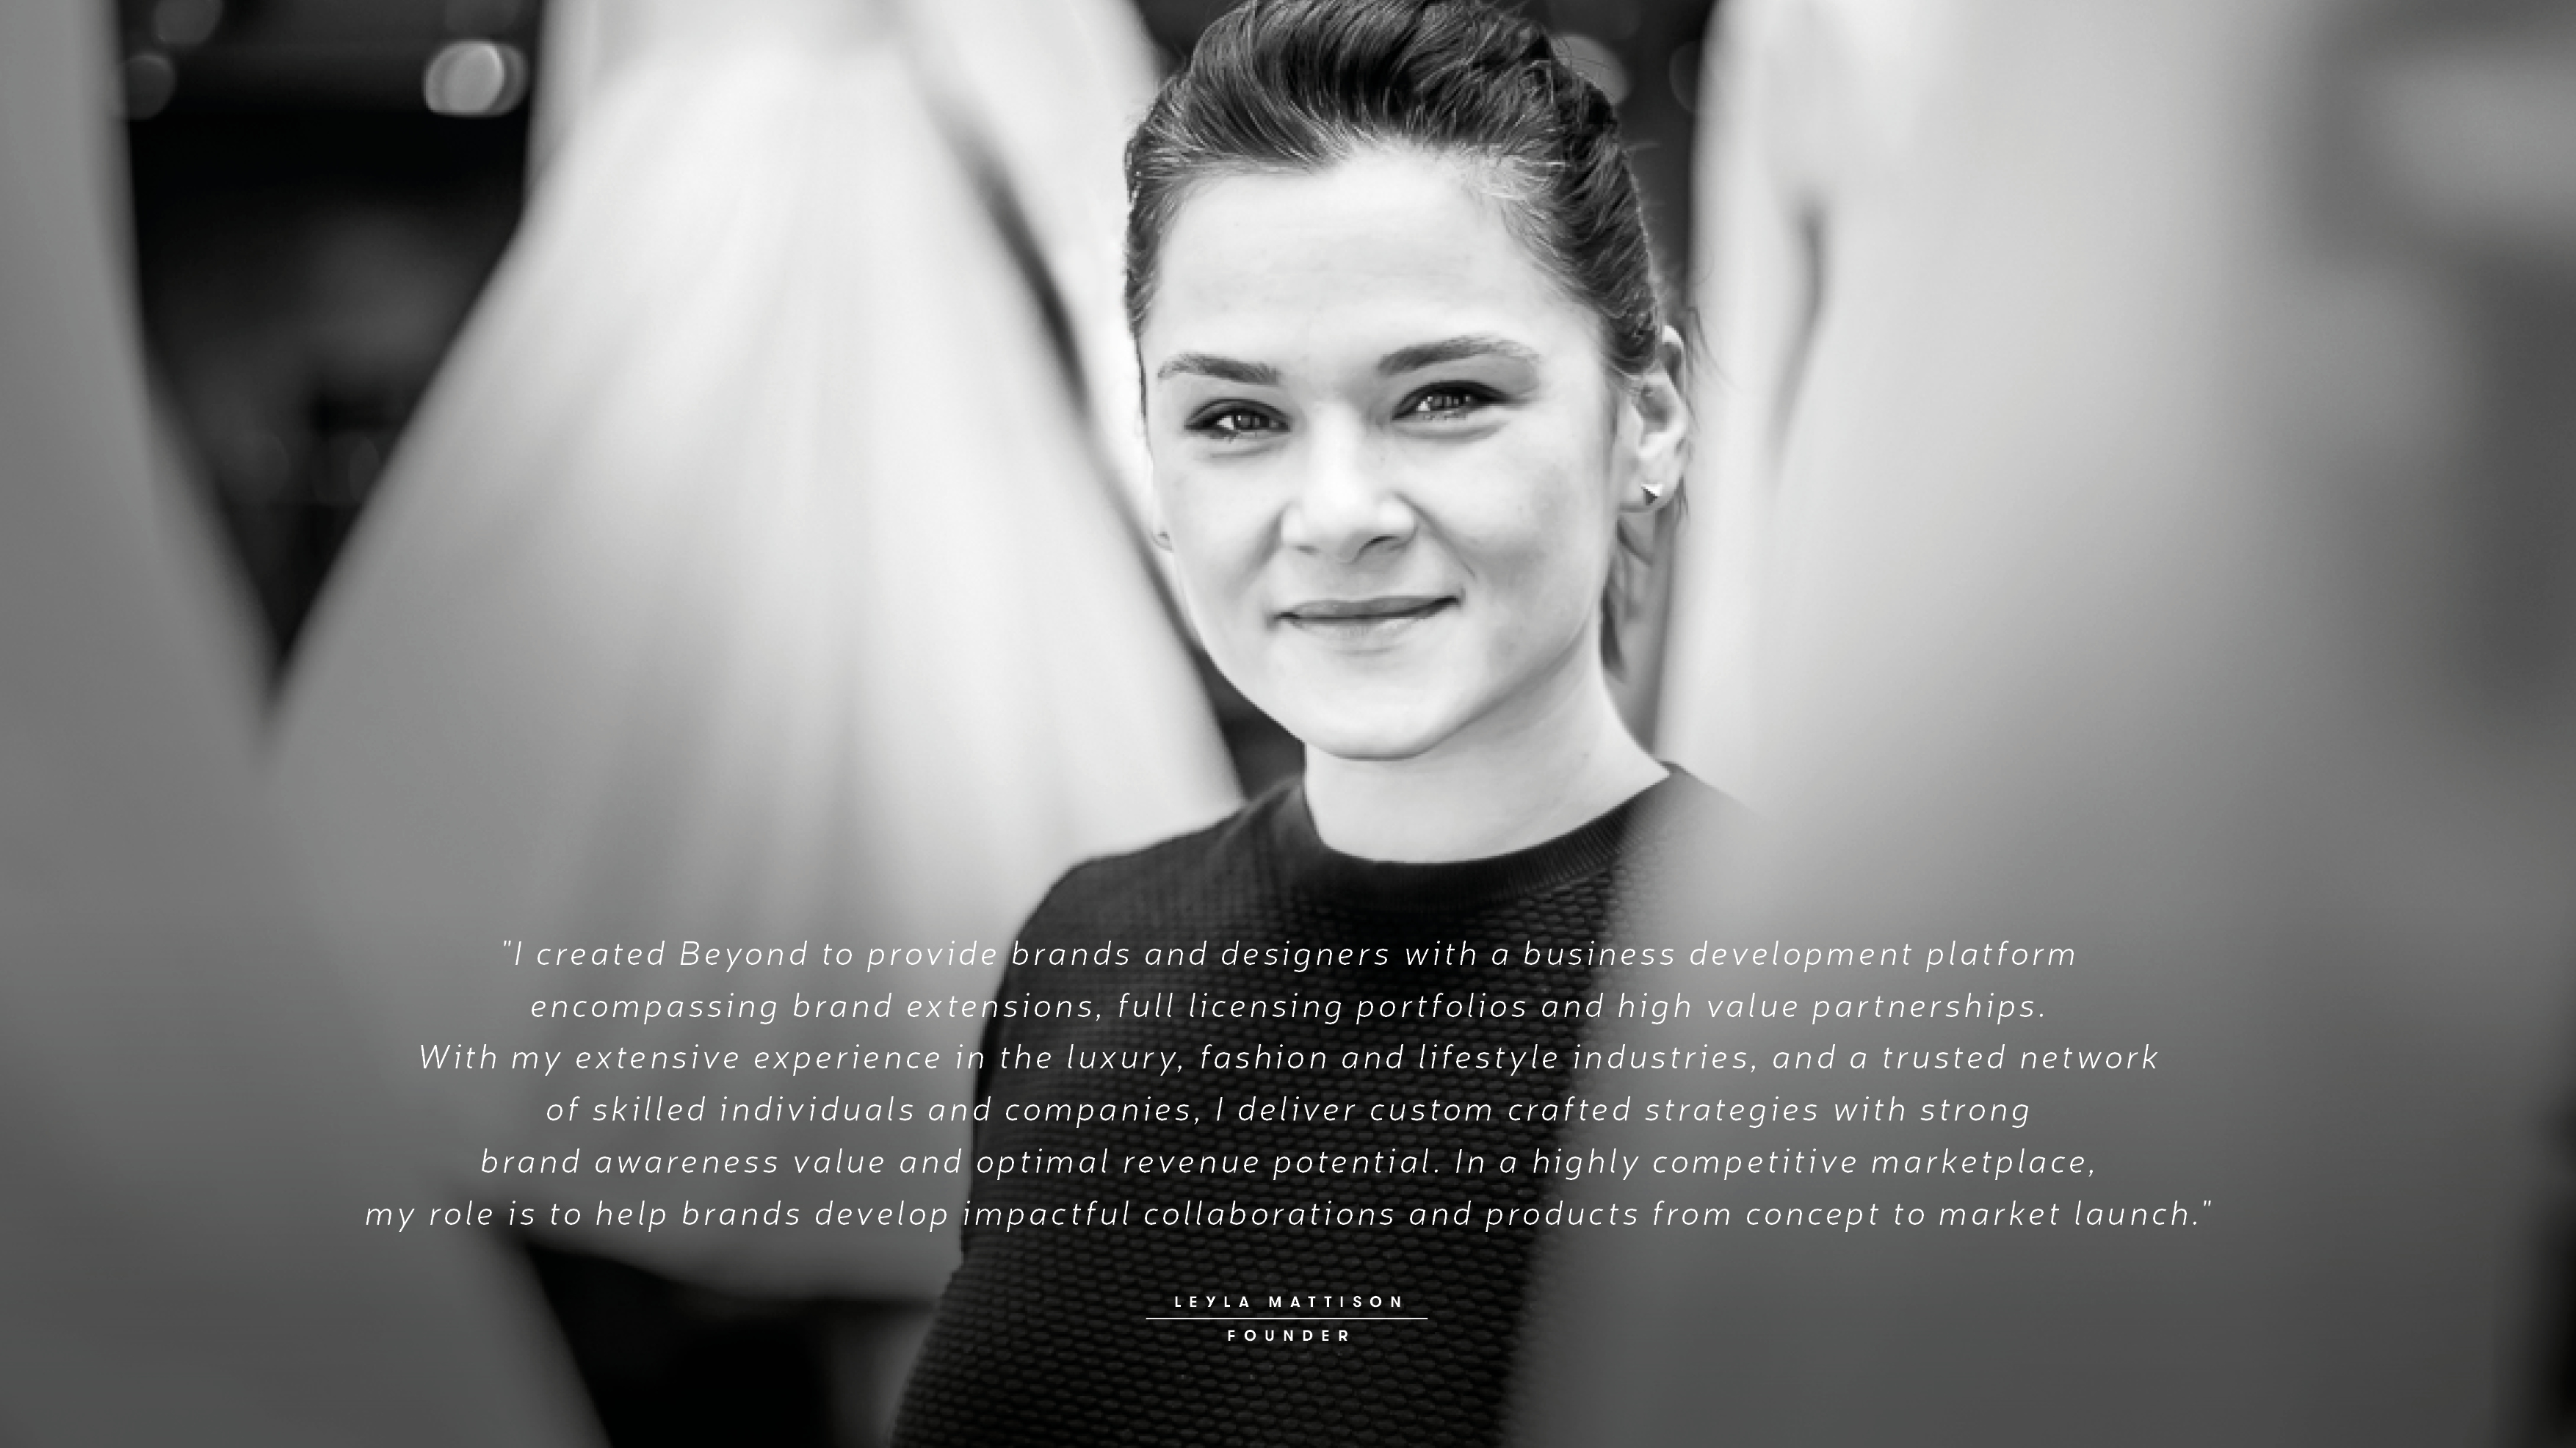 "I created Beyond to provide brands and designers with a business development platform
encompassing brand extensions, full licensing portfolios and high value partnerships.
With my extensive experience in the luxury, fashion and lifestyle industries, and a trusted network
of skilled individuals and companies, I deliver custom crafted strategies with strong
brand awareness value and optimal revenue potential. In a highly competitive marketplace,
my role is to help brands develop impactful collaborations and products from concept to market launch."
LEYLA MATTISON
FOUNDER